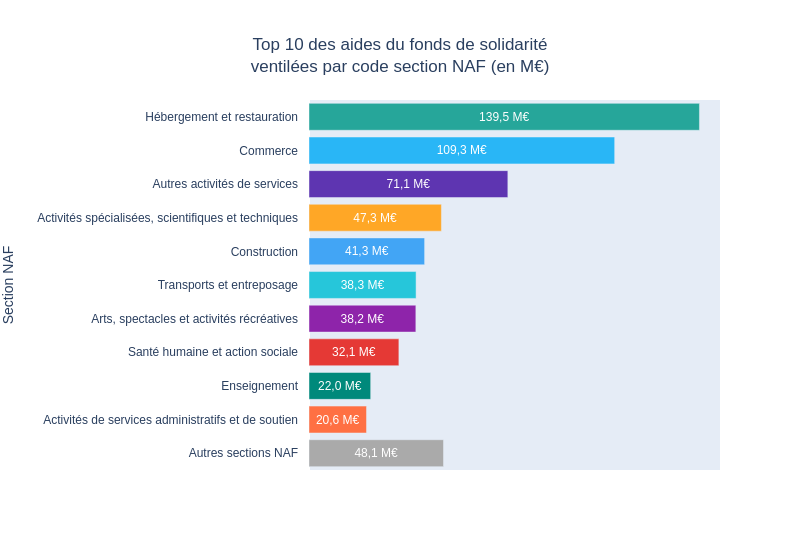 Top 10 des aides du fonds de solidarité
ventilées par code section NAF (en M€)
Section NAF
Hébergement et restauration 139,5 M€
Commerce 109,3 M€
Autres activités de services 71,1 M€
Activités spécialisées, scientifiques et techniques 47,3 M€
Construction 41,3 M€
Transports et entreposage 38,3 M€
Arts, spectacles et activités récréatives 38,2 M€
Santé humaine et action sociale 32,1 M€
Enseignement 22,0 M€
Activités de services administratifs et de soutien 20,6 M€
Autres sections NAF 48,1 M€